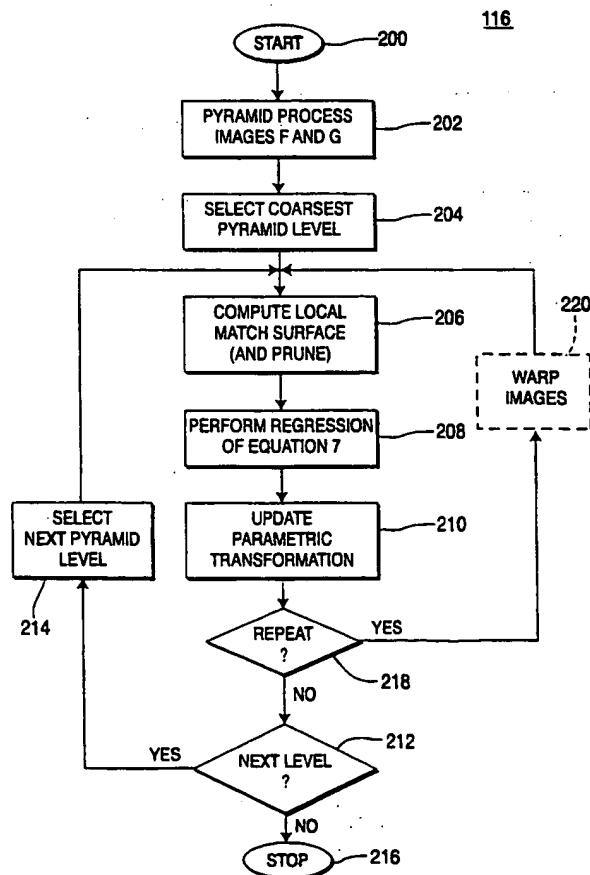 116
START
200
PYRAMID PROCESS
IMAGES F AND G
202
SELECT COARSEST
PYRAMID LEVEL
204
COMPUTE LOCAL
MATCH SURFACE
(AND PRUNE)
206
220
WARP
IMAGES
PERFORM REGRESSION
OF EQUATION 7
208
SELECT
NEXT PYRAMID
LEVEL
214
UPDATE
PARAMETRIC
TRANSFORMATION
210
REPEAT
?
YES
218
NO
YES
NEXT LEVEL
?
212
NO
STOP
216